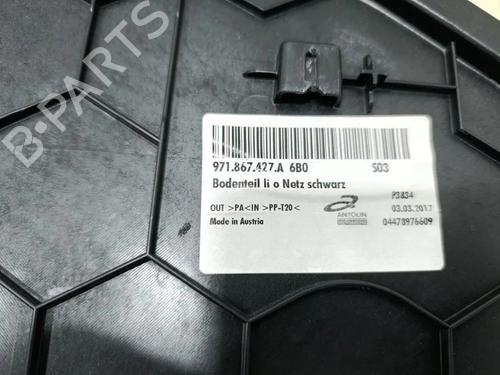 B-PARTS
971.867.427.A 6B0 S03
Bodenteil li o Netz schwarz
P3834
OUT >PA<IN >PP-T20<
03.03.2017
Made in Austria
ANTOLIN
04478976609